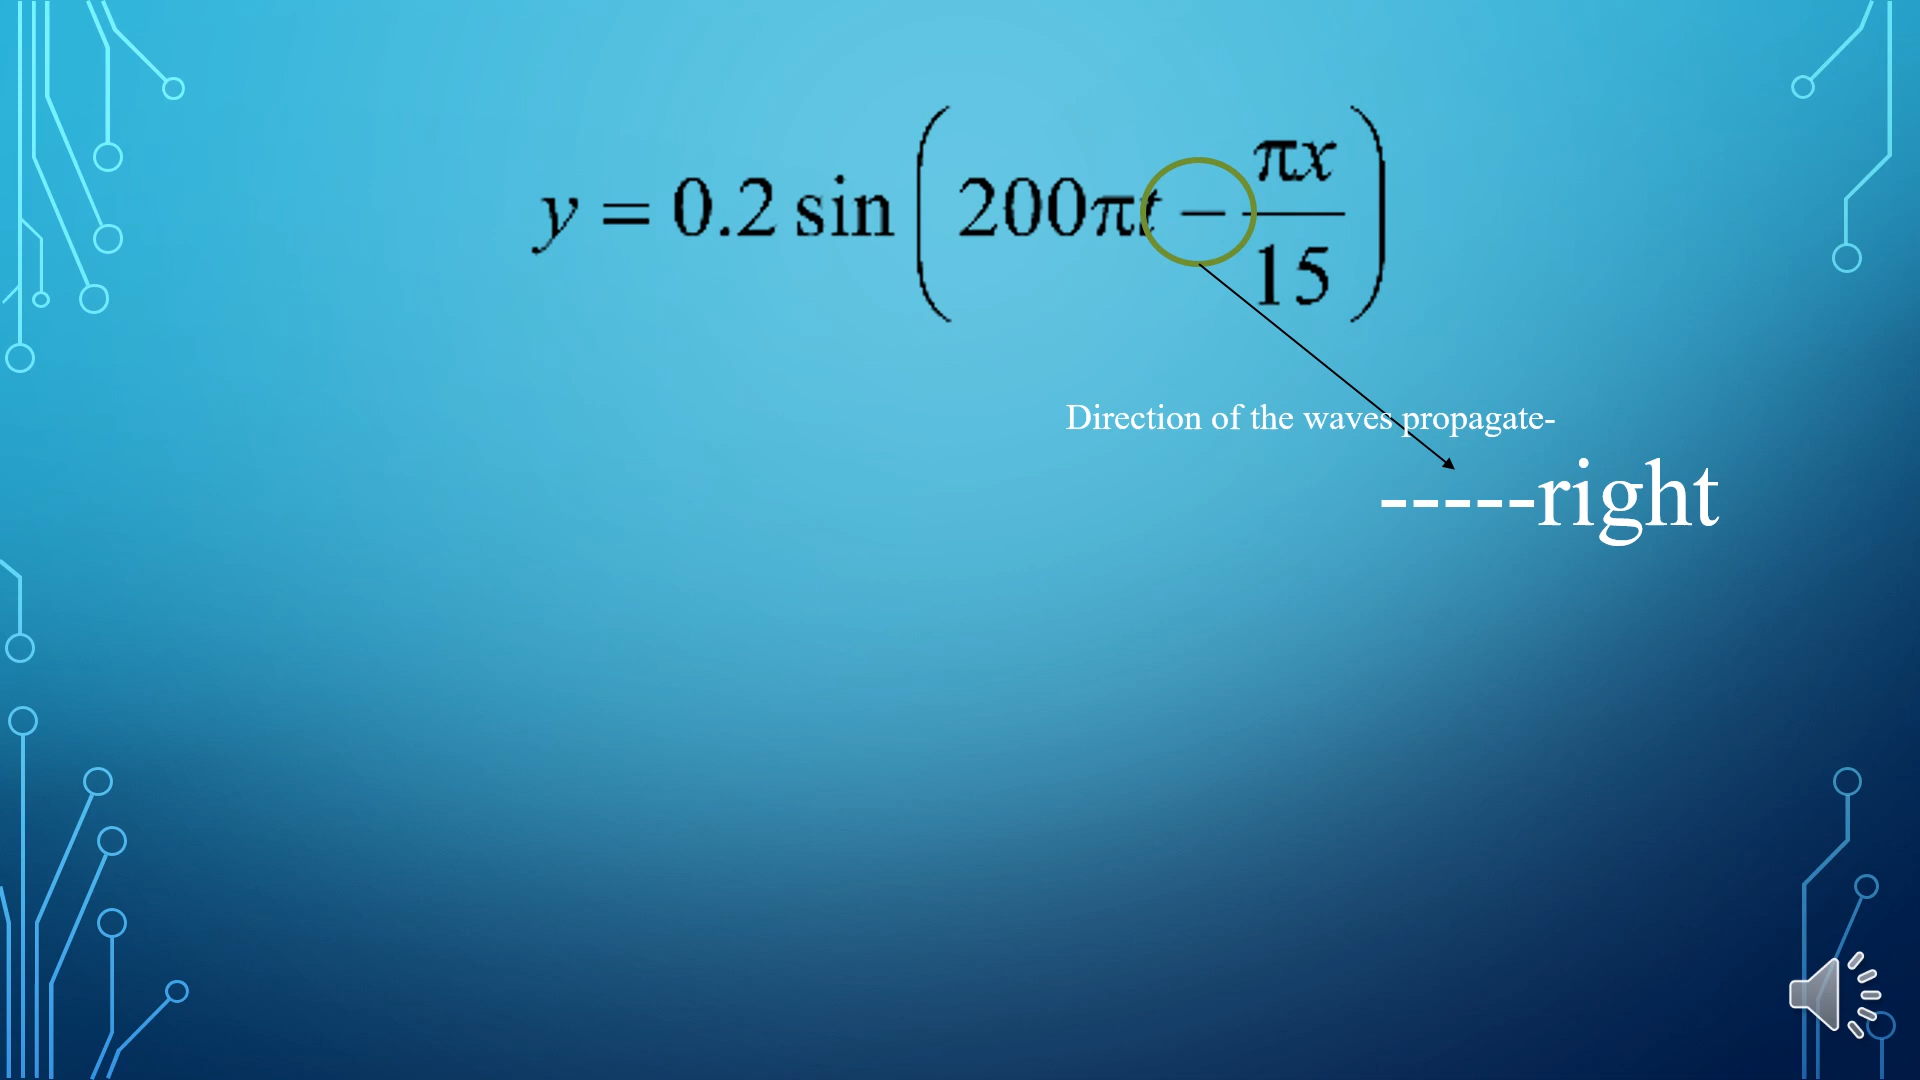 y = 0.2 sin (200πt − πx/15)
Direction of the waves propagate-
-----right